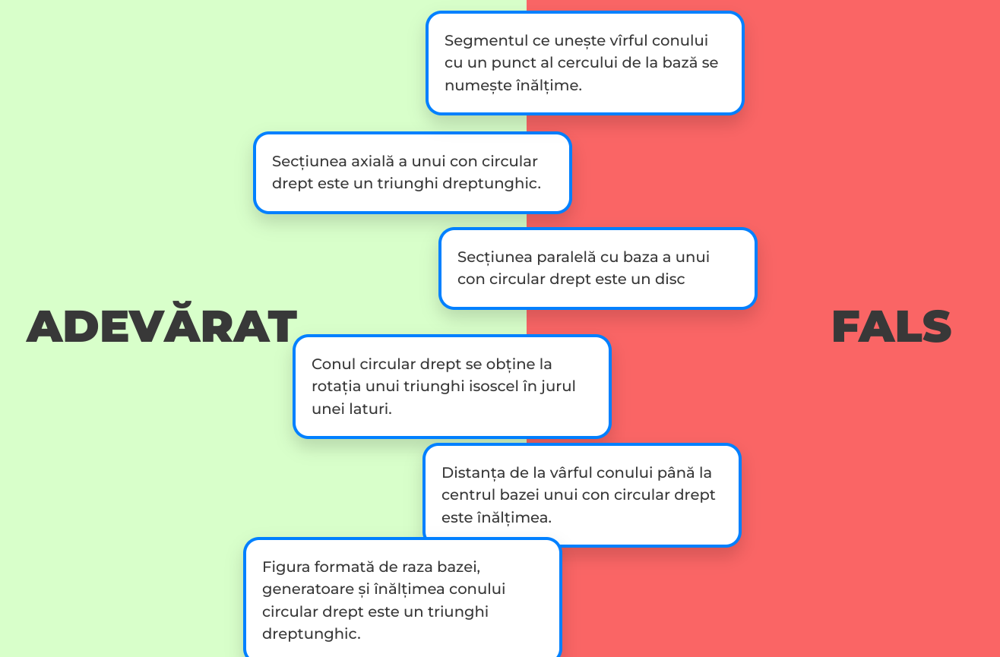 Segmentul ce unește vîrful conului
cu un punct al cercului de la bază se
numește înălțime.
Secțiunea axială a unui con circular
drept este un triunghi dreptunghic.
Secțiunea paralelă cu baza a unui
con circular drept este un disc
ADEVĂRAT
FALS
Conul circular drept se obține la
rotația unui triunghi isoscel în jurul
unei laturi.
Distanța de la vârful conului până la
centrul bazei unui con circular drept
este înălțimea.
Figura formată de raza bazei,
generatoare și înălțimea conului
circular drept este un triunghi
dreptunghic.